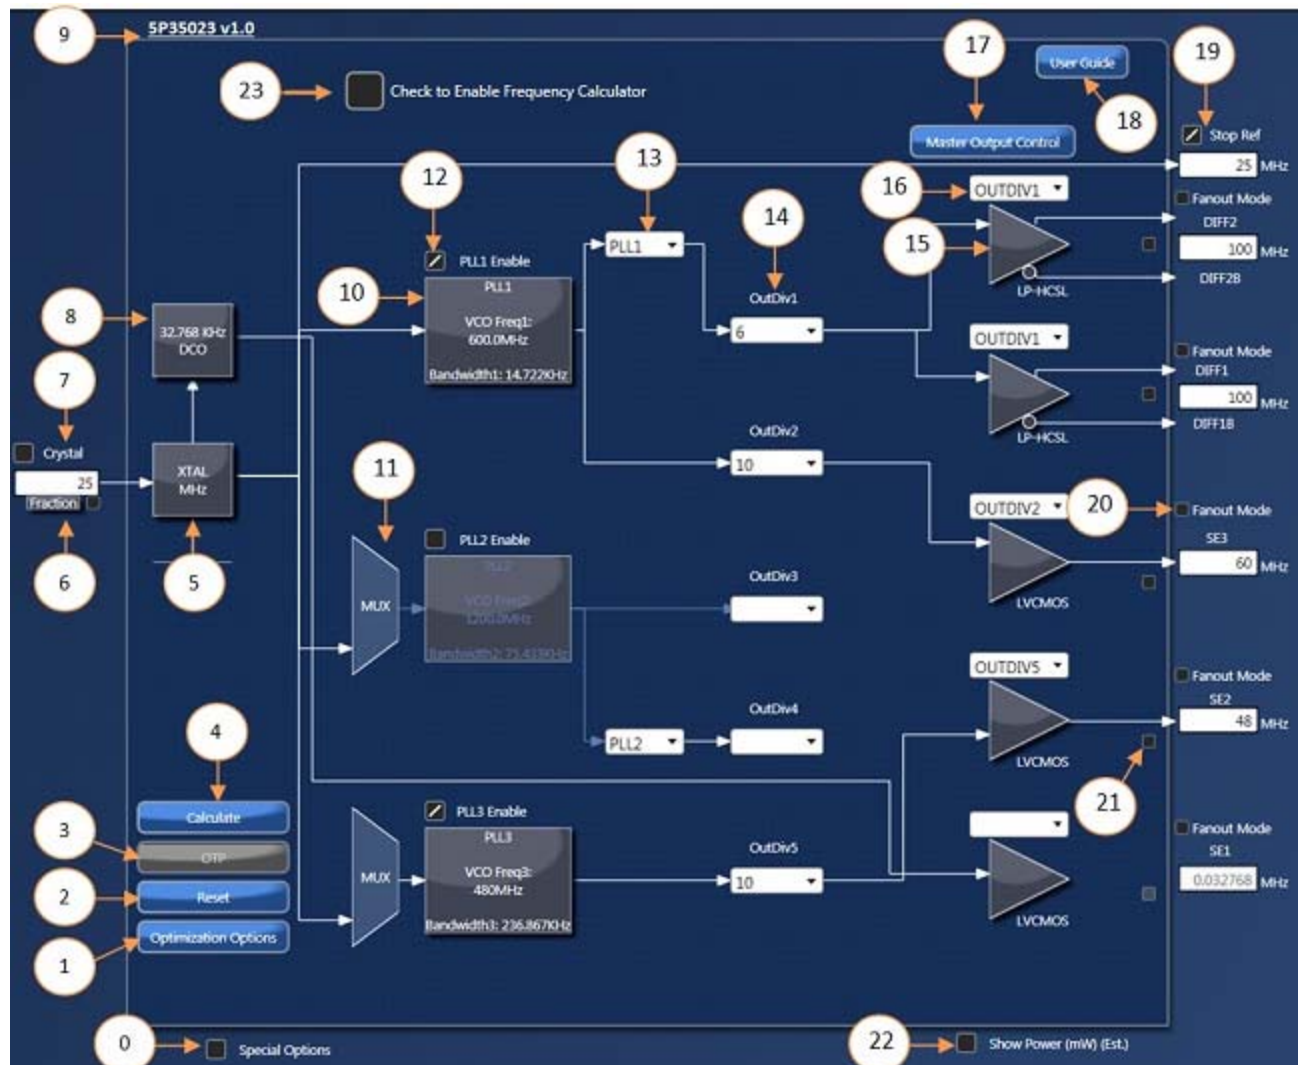 9
5P35023 v1.0
23
Check to Enable Frequency Calculator
17
User Guide
19
18
Master Output Control
Stop Ref
25 MHz
12
13
14
16
OUTDIV1
15
LP-HCSL
Fanout Mode
DIFF2
100 MHz
DIFF2B
PLL1 Enable
10
PLL1
VCO Freq1:
600.0MHz
Bandwidth1: 14.722KHz
PLL1
OutDiv1
6
8
32.768 KHz
DCO
7
Crystal
25
Fraction
6
XTAL
MHz
5
OUTDIV1
LP-HCSL
Fanout Mode
DIFF1
100 MHz
DIFF1B
OutDiv2
10
11
MUX
PLL2 Enable
PLL2
VCO Freq2:
1200.0MHz
Bandwidth2:
OutDiv3
OUTDIV2
20
Fanout Mode
SE3
60 MHz
LVCMOS
OutDiv4
PLL2
OUTDIV5
Fanout Mode
SE2
48 MHz
LVCMOS
21
4
Calculate
3
OTP
2
Reset
1
Optimization Options
MUX
PLL3 Enable
PLL3
VCO Freq3:
480MHz
Bandwidth3: 236.867KHz
OutDiv5
10
Fanout Mode
SE1
0.032768 MHz
LVCMOS
0
Special Options
22
Show Power (mW) (Est.)